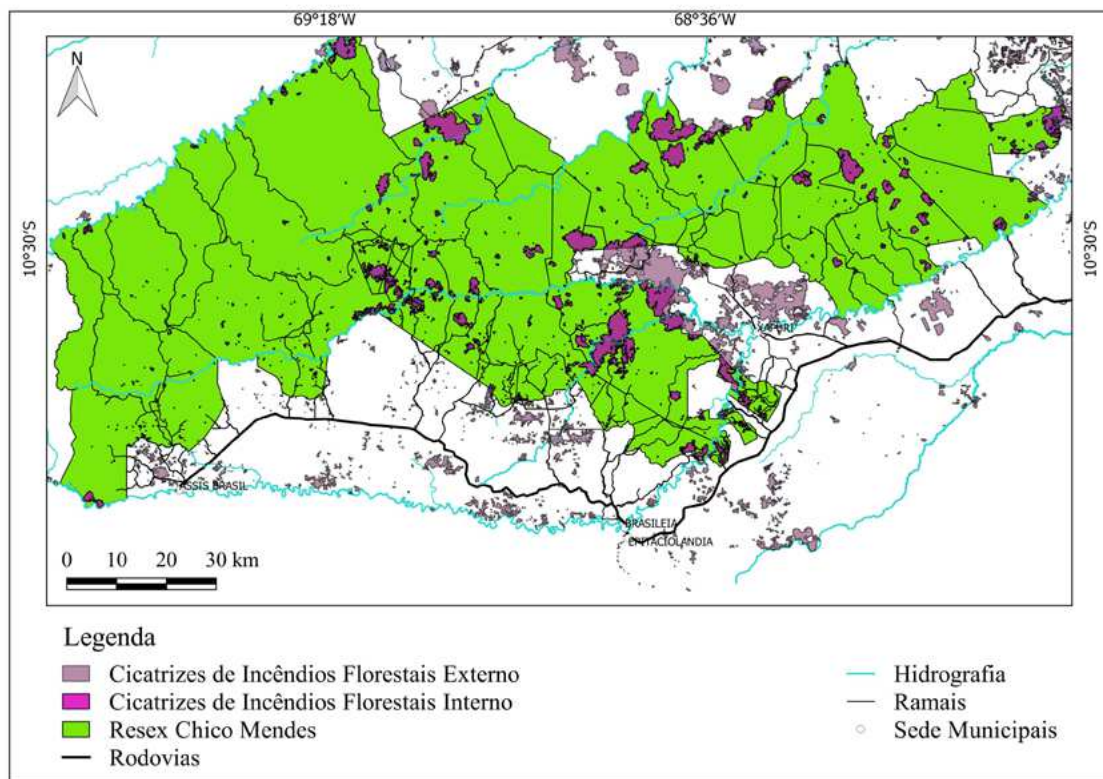 69°18'W 68°36'W
N
10°30'S 10°30'S
XAPURI
ASSIS BRASIL
BRASILEIA
EPITACIOLANDIA
0 10 20 30 km
Legenda
Cicatrizes de Incêndios Florestais Externo
Cicatrizes de Incêndios Florestais Interno
Resex Chico Mendes
Rodovias
Hidrografia
Ramais
Sede Municipais